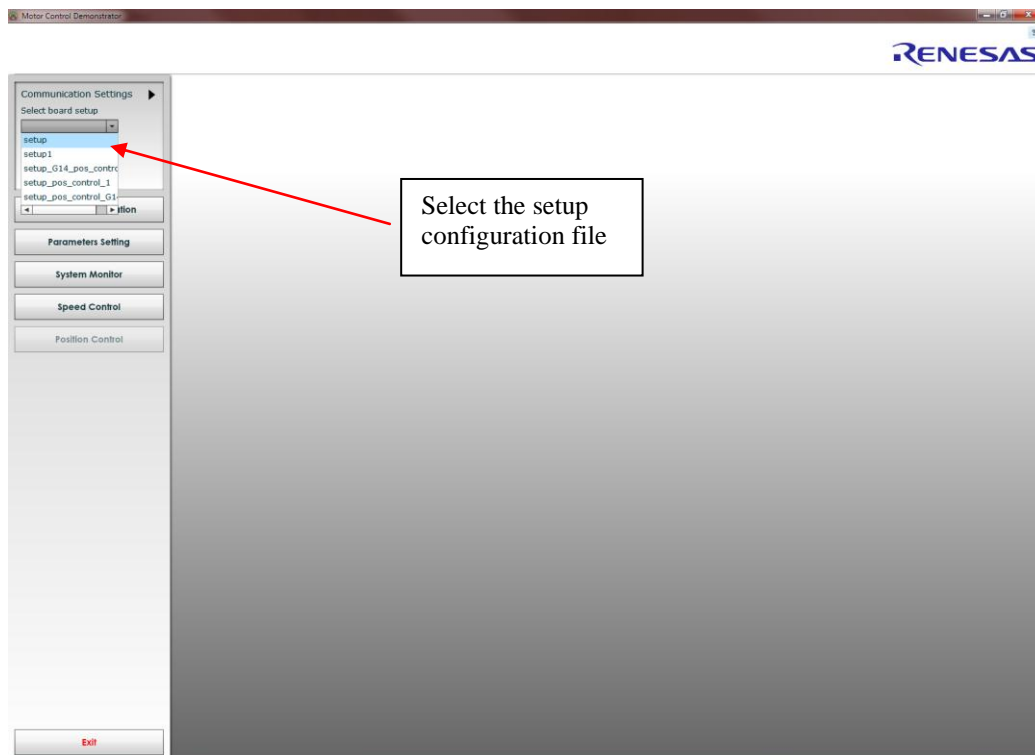 Motor Control Demonstrator
RENESAS
Communication Settings
Select board setup
setup
setup1
setup_G14_pos_contro
setup_pos_control_1
setup_pos_control_G1
Parameters Setting
System Monitor
Speed Control
Position Control
Exit
Select the setup
configuration file